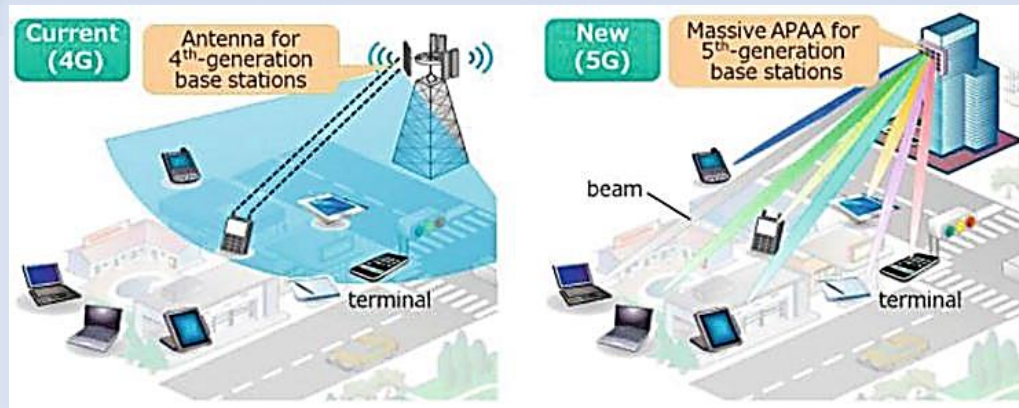 Current
(4G)
Antenna for
4th-generation
base stations
terminal
New
(5G)
Massive APAA for
5th-generation
base stations
beam
terminal